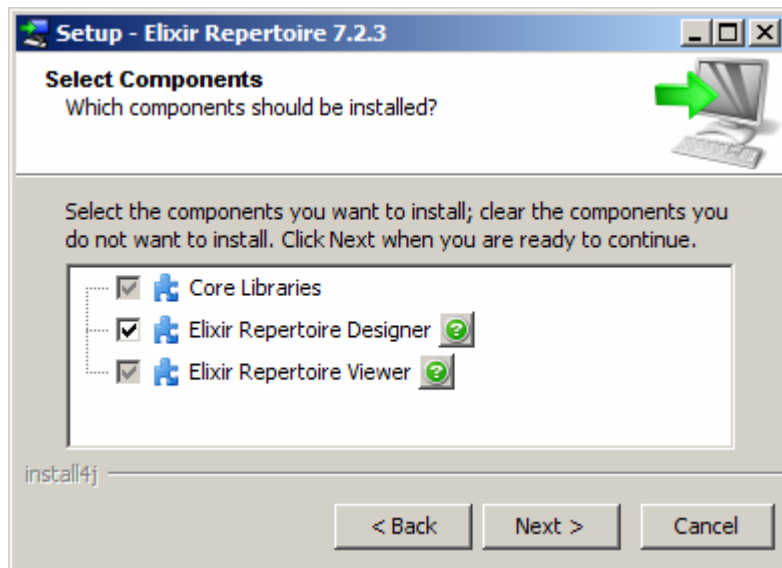 Setup - Elixir Repertoire 7.2.3
Select Components
Which components should be installed?
Select the components you want to install; clear the components you
do not want to install. Click Next when you are ready to continue.
Core Libraries
Elixir Repertoire Designer ?
Elixir Repertoire Viewer ?
install4j
< Back Next > Cancel